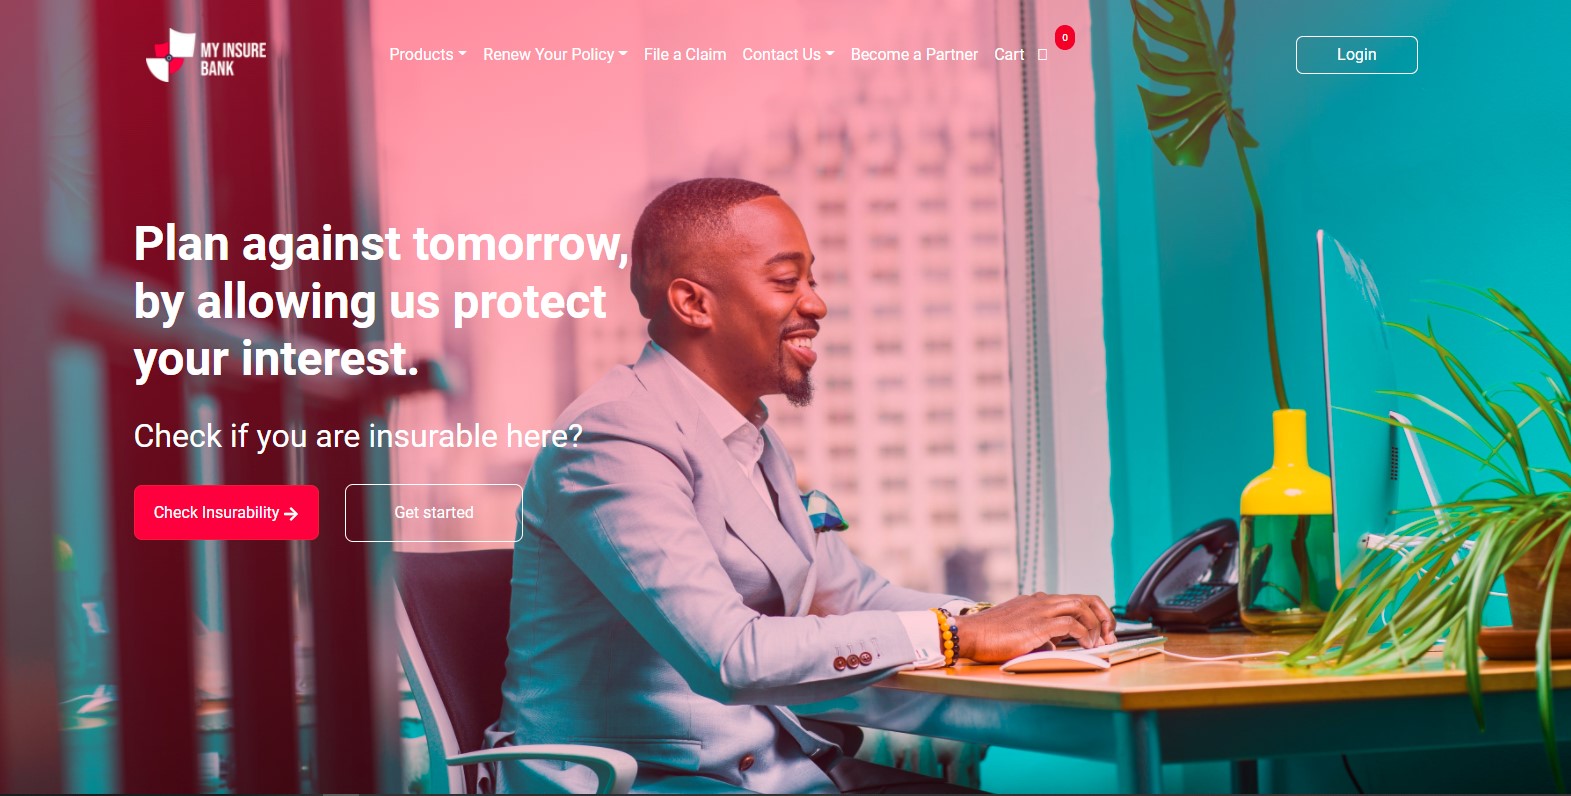 MY INSURE
BANK
Products Renew Your Policy File a Claim Contact Us Become a Partner Cart 0
Login
Plan against tomorrow,
by allowing us protect
your interest.
Check if you are insurable here?
Check Insurability
Get started